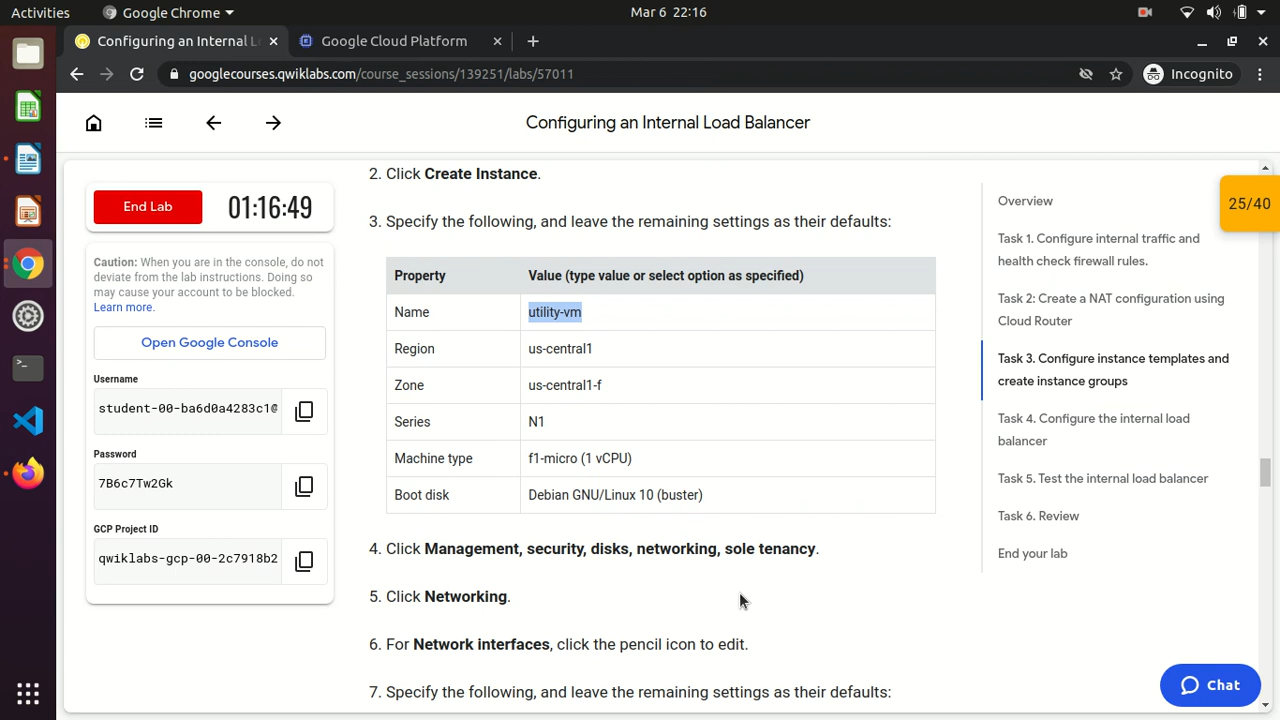 Activities
Google Chrome
Mar 6 22:16
Configuring an Internal L
Google Cloud Platform
googlecourses.qwiklabs.com/course_sessions/139251/labs/57011
Incognito
Configuring an Internal Load Balancer
End Lab
01:16:49
Caution: When you are in the console, do not
deviate from the lab instructions. Doing so
may cause your account to be blocked.
Learn more.
Open Google Console
Username
student-00-ba6d0a4283c1@
Password
7B6c7Tw2Gk
GCP Project ID
qwiklabs-gcp-00-2c7918b2
2. Click Create Instance.
3. Specify the following, and leave the remaining settings as their defaults:
Property Value (type value or select option as specified)
Name utility-vm
Region us-central1
Zone us-central1-f
Series N1
Machine type f1-micro (1 vCPU)
Boot disk Debian GNU/Linux 10 (buster)
4. Click Management, security, disks, networking, sole tenancy.
5. Click Networking.
6. For Network interfaces, click the pencil icon to edit.
7. Specify the following, and leave the remaining settings as their defaults:
Overview
Task 1. Configure internal traffic and
health check firewall rules.
Task 2: Create a NAT configuration using
Cloud Router
Task 3. Configure instance templates and
create instance groups
Task 4. Configure the internal load
balancer
Task 5. Test the internal load balancer
Task 6. Review
End your lab
25/40
Chat